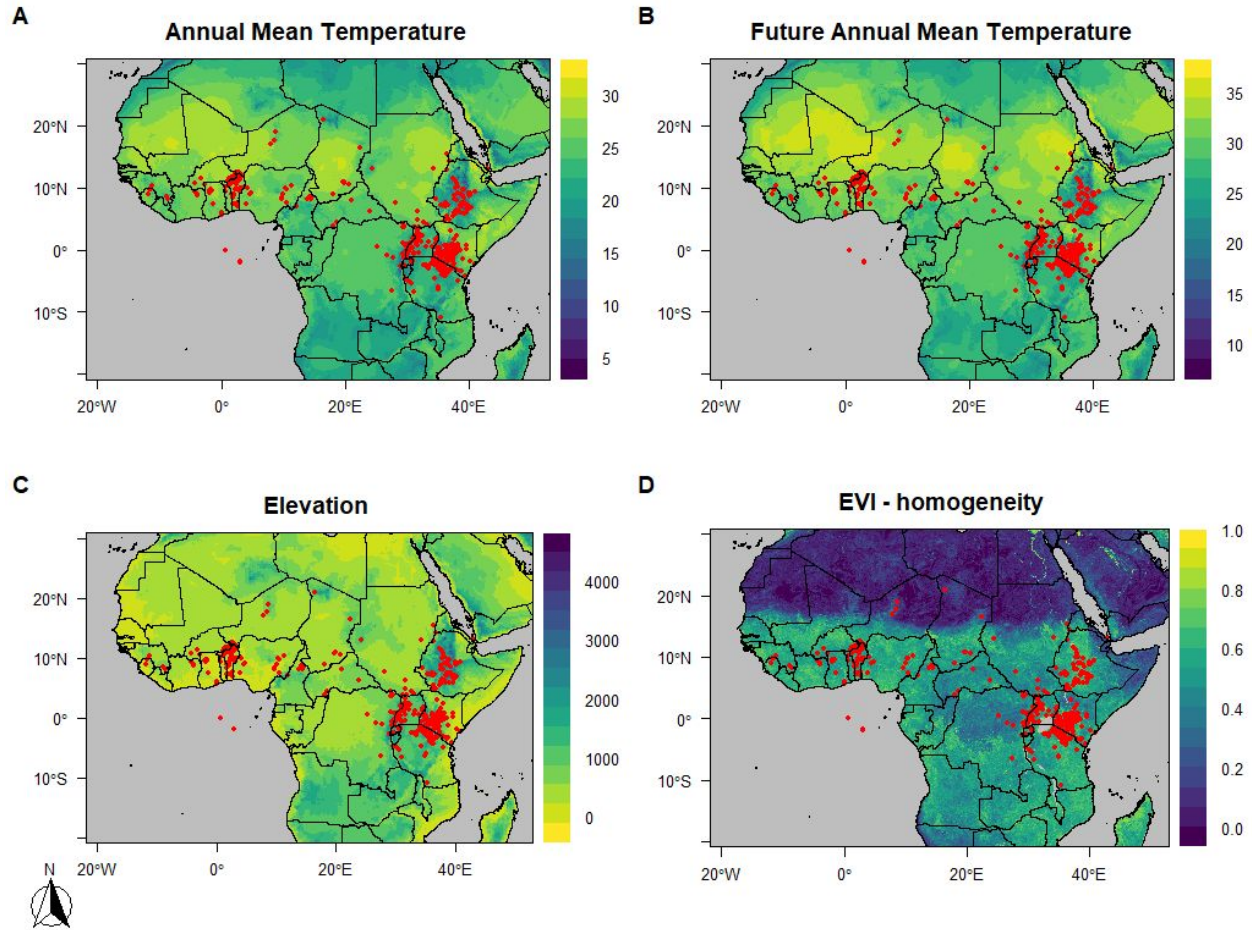 A
Annual Mean Temperature
20°N
10°N
0°
10°S
20°W
0°
20°E
40°E
30
25
20
15
10
5
B
Future Annual Mean Temperature
20°N
10°N
0°
10°S
20°W
0°
20°E
40°E
35
30
25
20
15
10
C
Elevation
20°N
10°N
0°
10°S
20°W
0°
20°E
40°E
4000
3000
2000
1000
0
N
D
EVI - homogeneity
20°N
10°N
0°
10°S
20°W
0°
20°E
40°E
1.0
0.8
0.6
0.4
0.2
0.0